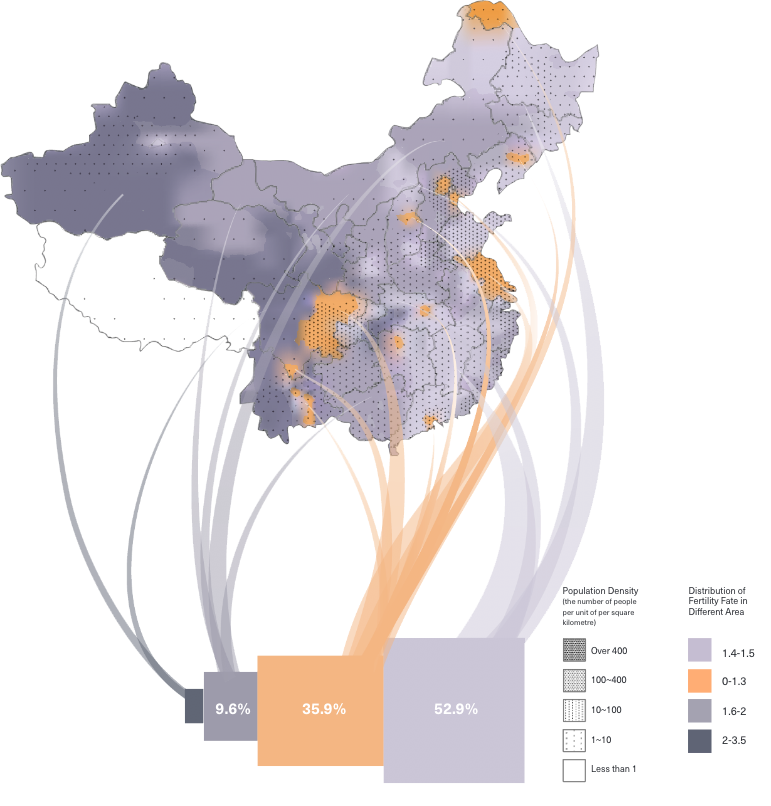 Population Density
(the number of people
per unit of per square
kilometre)
Over 400
100~400
10~100
1~10
Less than 1
Distribution of
Fertility Fate in
Different Area
1.4-1.5
0-1.3
1.6-2
2-3.5
9.6%
35.9%
52.9%